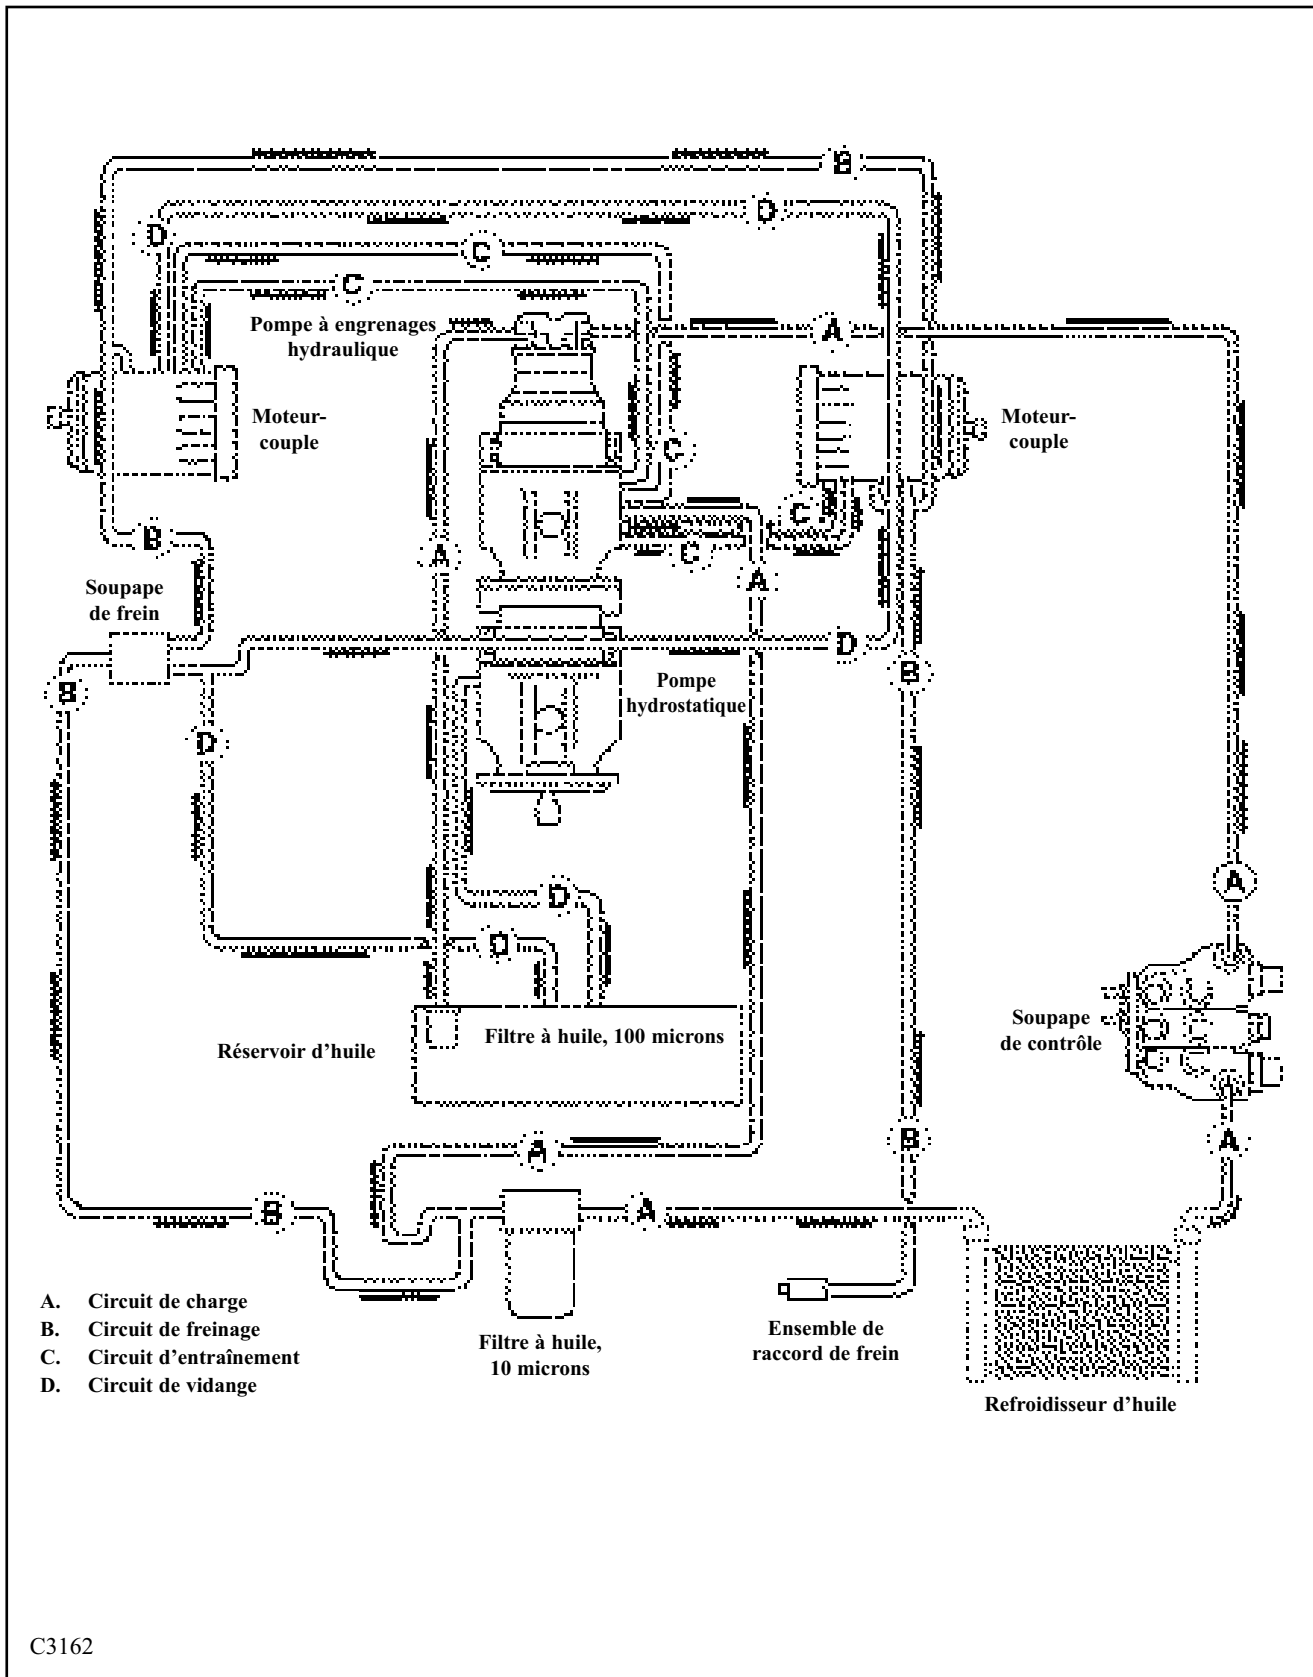 B
D
D
C
C
Pompe à engrenages
hydraulique
A
Moteur-
couple
Moteur-
couple
C
C
B
A
C
A
Soupape
de frein
D
B
B
Pompe
hydrostatique
D
A
D
D
Soupape
de contrôle
Filtre à huile, 100 microns
Réservoir d'huile
A
B
A
B
A
A. Circuit de charge
B. Circuit de freinage
C. Circuit d'entraînement
D. Circuit de vidange
Filtre à huile,
10 microns
Ensemble de
raccord de frein
Refroidisseur d'huile
C3162